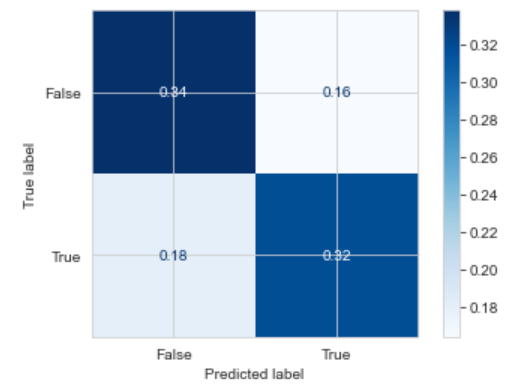 False
0.34
0.16
True
0.18
0.32
True label
False
True
Predicted label
0.32
0.30
0.28
0.26
0.24
0.22
0.20
0.18